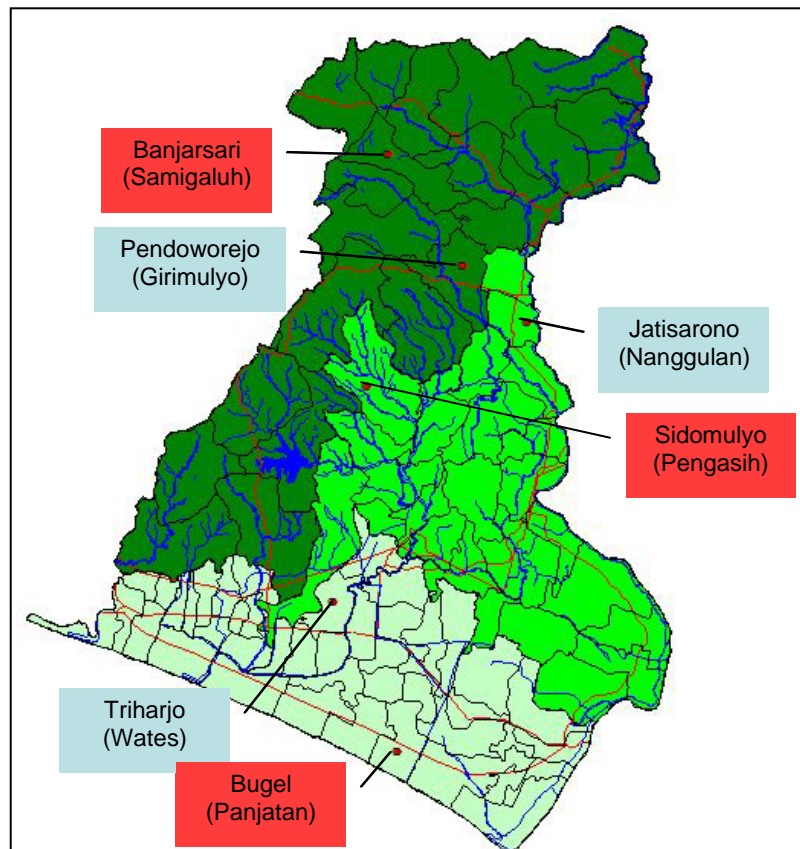 Banjarsari
(Samigaluh)
Pendoworejo
(Girimulyo)
Jatisarono
(Nanggulan)
Sidomulyo
(Pengasih)
Triharjo
(Wates)
Bugel
(Panjatan)